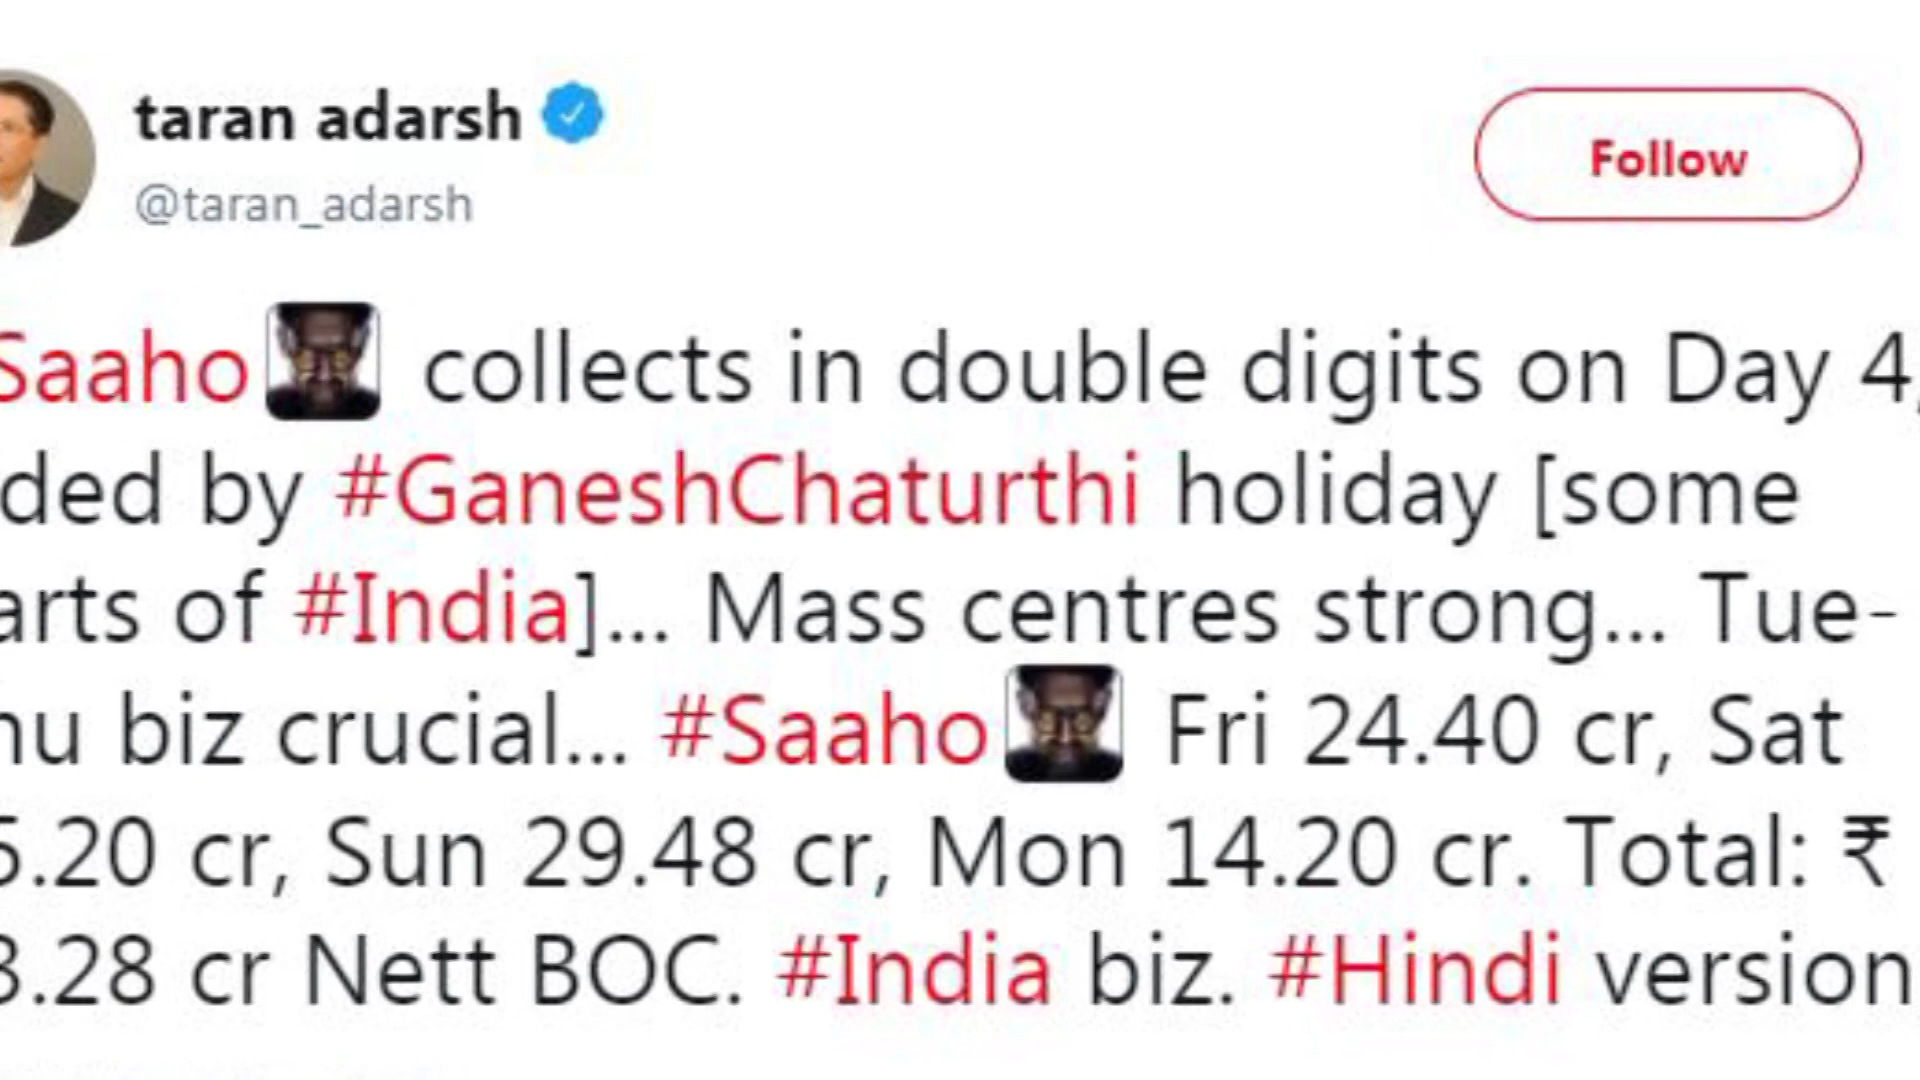 taran adarsh
@taran_adarsh
Follow
Saaho collects in double digits on Day 4,
ded by #GaneshChaturthi holiday [some
arts of #India]... Mass centres strong... Tue-
hu biz crucial... #Saaho Fri 24.40 cr, Sat
5.20 cr, Sun 29.48 cr, Mon 14.20 cr. Total: ₹
3.28 cr Nett BOC. #India biz. #Hindi version